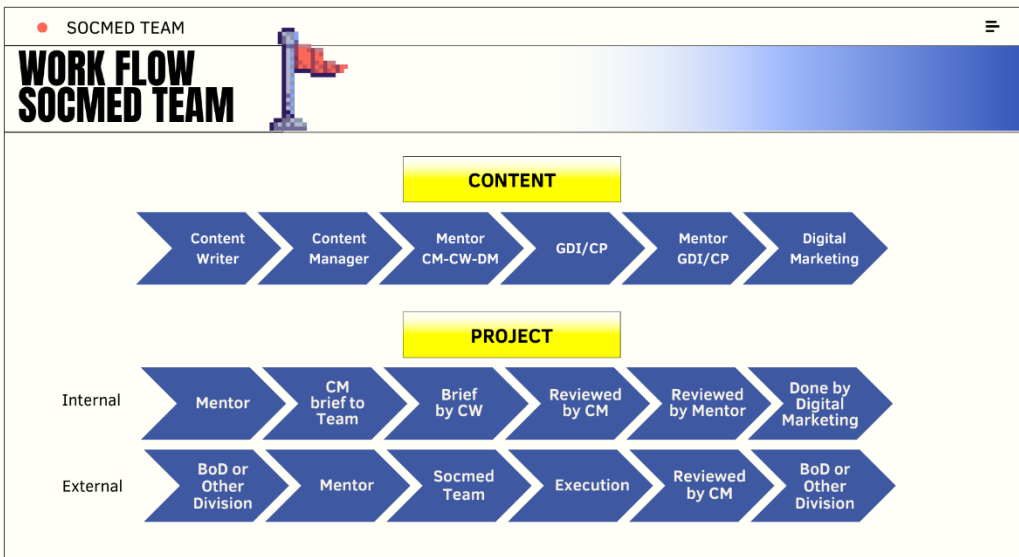 SOCMED TEAM
WORK FLOW
SOCMED TEAM
CONTENT
Content
Writer
Content
Manager
Mentor
CM-CW-DM
GDI/CP
Mentor
GDI/CP
Digital
Marketing
PROJECT
Internal
Mentor
CM
brief to
Team
Brief
by CW
Reviewed
by CM
Reviewed
by Mentor
Done by
Digital
Marketing
External
BoD or
Other
Division
Mentor
Socmed
Team
Execution
Reviewed
by CM
BoD or
Other
Division